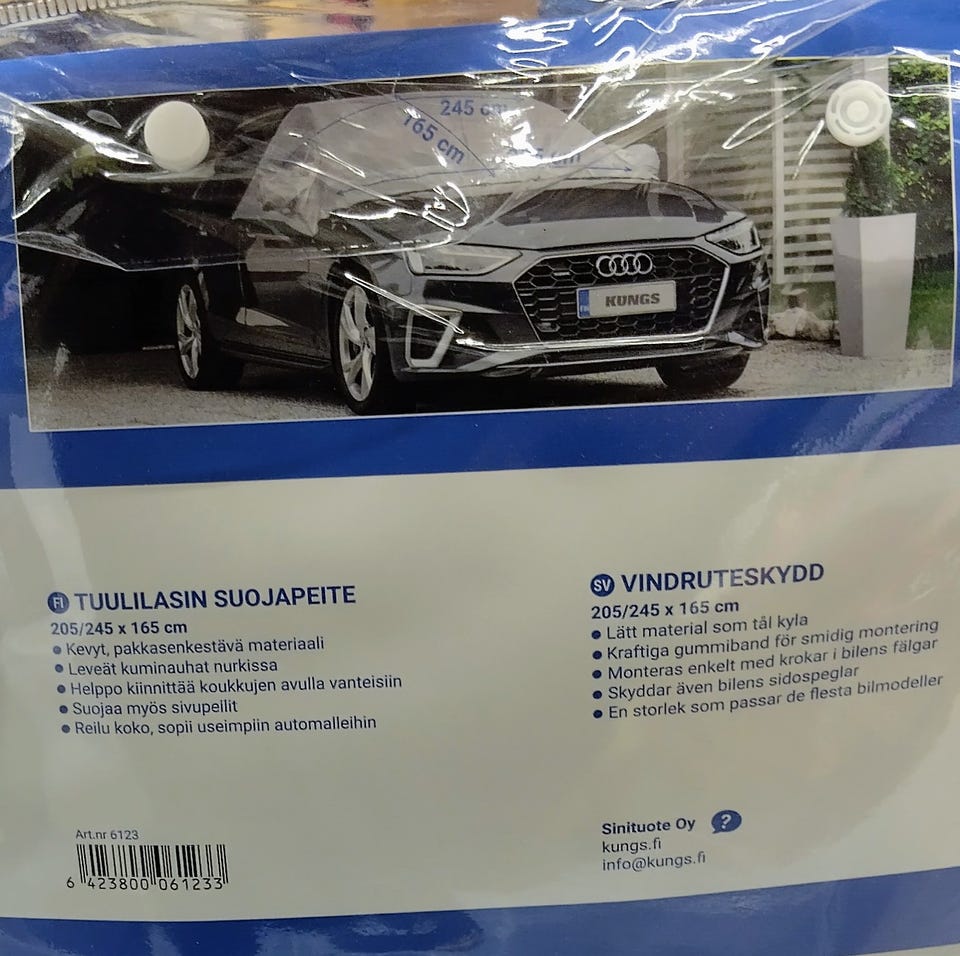 245 cm
165 cm
KUNGS
FI TUULILASIN SUOJAPEITE
205/245 x 165 cm
• Kevyt, pakkasenkestävä materiaali
• Leveät kuminauhat nurkissa
• Helppo kiinnittää koukkujen avulla vanteisiin
• Suojaa myös sivupeilit
• Reilu koko, sopii useimpiin automalleihin
SV VINDRUTESKYDD
205/245 x 165 cm
• Lätt material som tål kyla
• Kraftiga gummiband för smidig montering
• Monteras enkelt med krokar i bilens fälgar
• Skyddar även bilens sidospeglar
• En storlek som passar de flesta bilmodeller
Art.nr 6123
6 423800 061233
Sinituote Oy ?
kungs.fi
info@kungs.fi